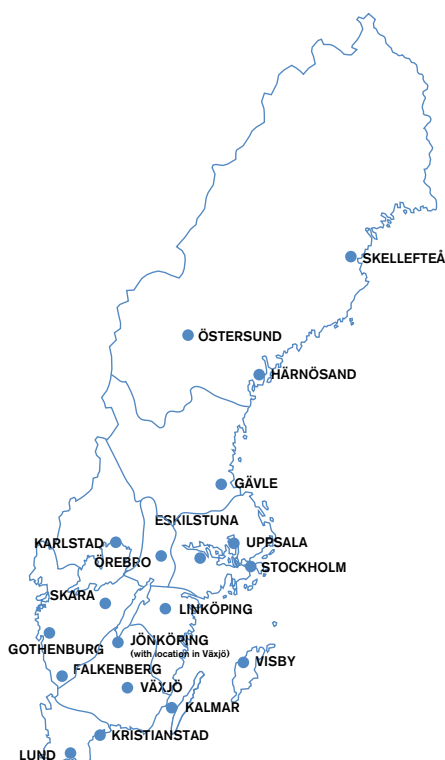 SKELLEFTEÅ
ÖSTERSUND
HÄRNÖSAND
GÄVLE
ESKILSTUNA
KARLSTAD
UPPSALA
ÖREBRO
STOCKHOLM
SKARA
LINKÖPING
JÖNKÖPING
GOTHENBURG
(with location in Växjö)
VISBY
FALKENBERG
VÄXJÖ
KALMAR
KRISTIANSTAD
LUND